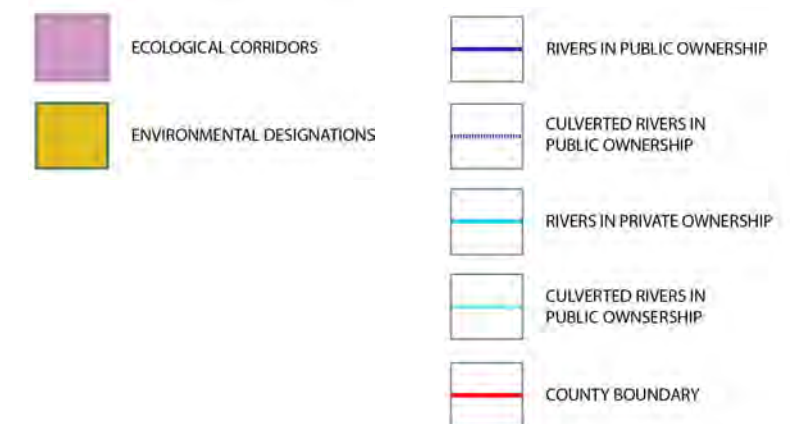 ECOLOGICAL CORRIDORS
ENVIRONMENTAL DESIGNATIONS
RIVERS IN PUBLIC OWNERSHIP
CULVERTED RIVERS IN
PUBLIC OWNERSHIP
RIVERS IN PRIVATE OWNERSHIP
CULVERTED RIVERS IN
PUBLIC OWNSERSHIP
COUNTY BOUNDARY